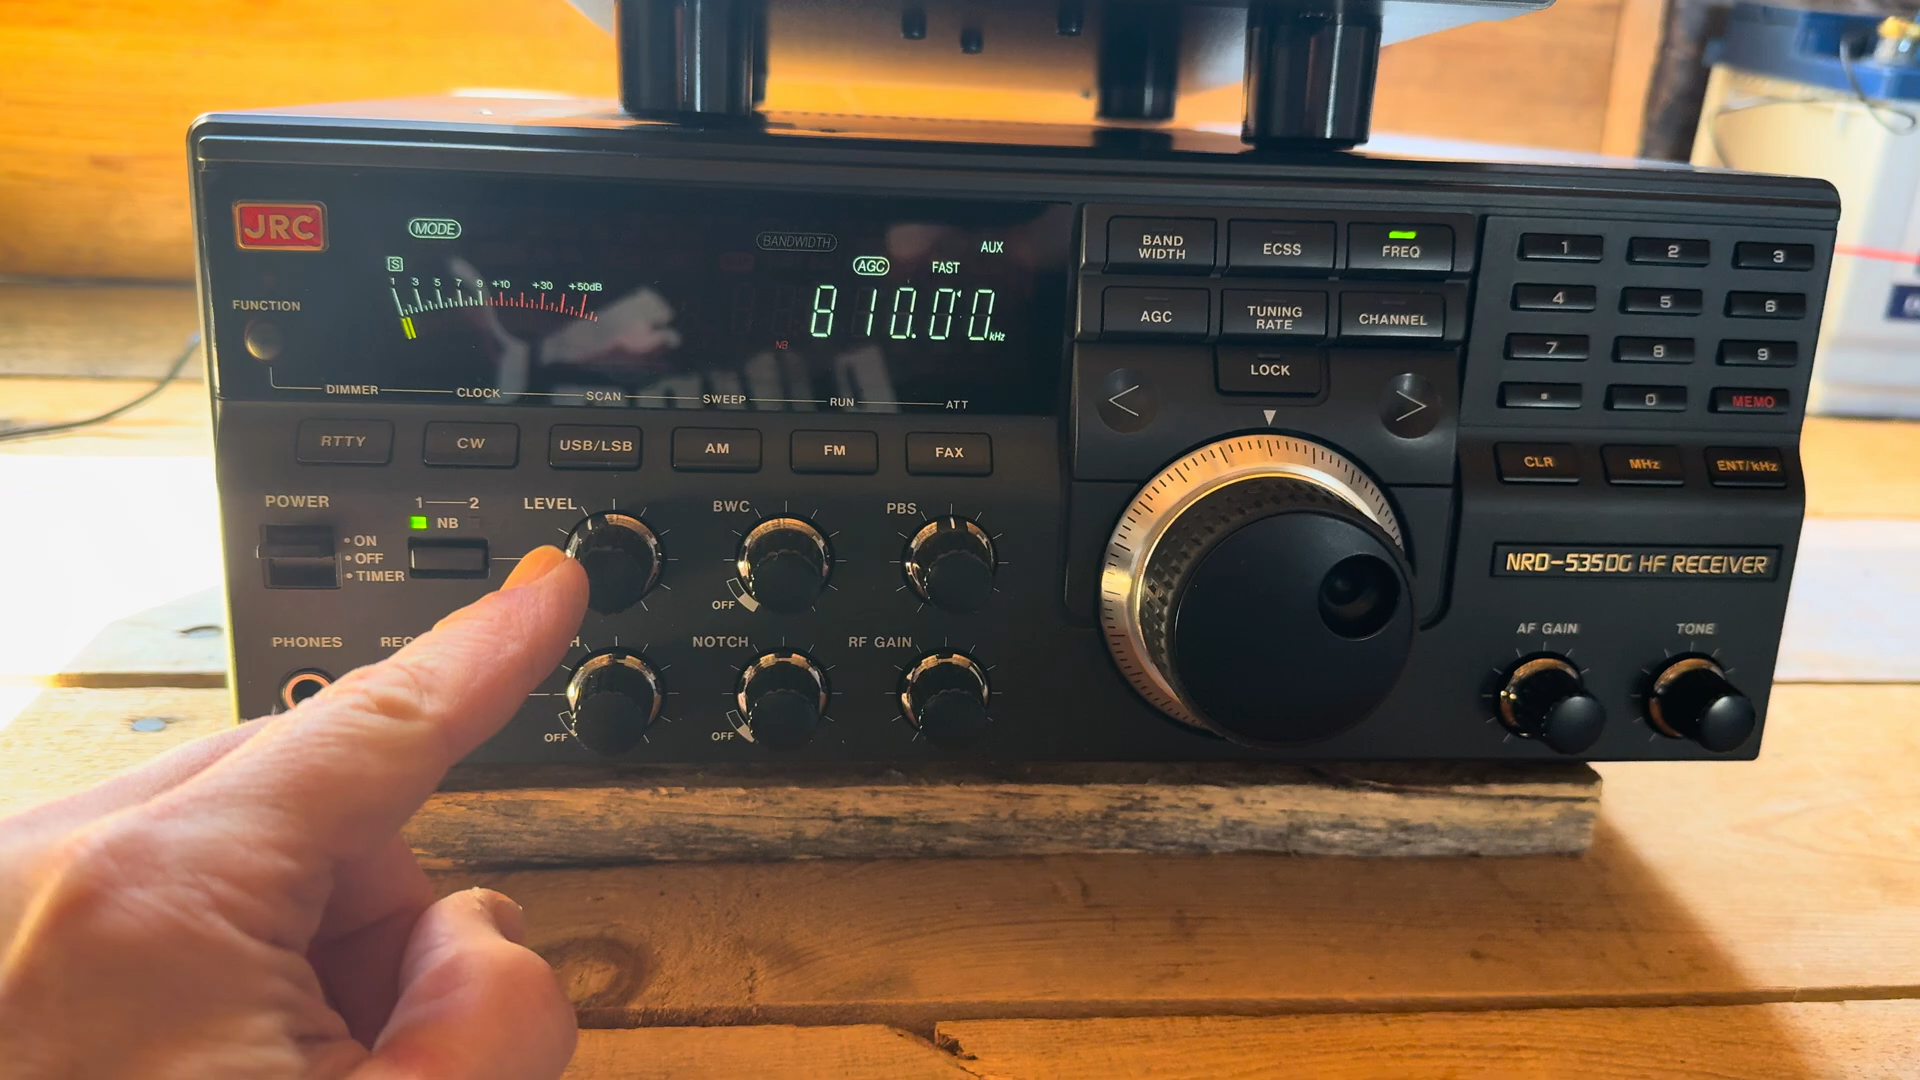 JRC
MODE
S
1 3 5 7 9 +10 +30 +50dB
BANDWIDTH
AUX
AGC FAST
810.00 kHz
NB
FUNCTION
DIMMER CLOCK SCAN SWEEP RUN ATT
RTTY CW USB/LSB AM FM FAX
POWER
ON
OFF
TIMER
1 2
NB
LEVEL
BWC
OFF
PBS
PHONES
REC
H
OFF
NOTCH
OFF
RF GAIN
BAND WIDTH
ECSS
FREQ
AGC
TUNING RATE
CHANNEL
LOCK
< >
1 2 3
4 5 6
7 8 9
. 0 MEMO
CLR MHz ENT/kHz
NRD-535DG HF RECEIVER
AF GAIN
TONE